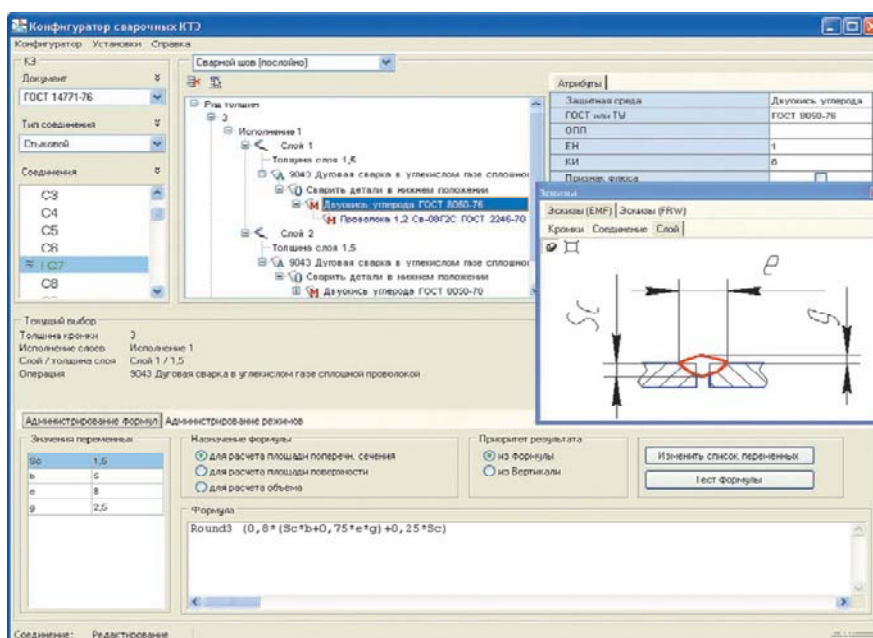 Конфигуратор сварочных КТЭ
Конфигуратор Установки Справка
КЭ
Документ
ГОСТ 14771-76
Тип соединения
Стыковой
Соединения
С3
С4
С5
С6
С7
С8
Сварной шов (послойно)
Ряд толщин
3
Исполнение 1
Слой 1
Толщина слоя 1,5
9043 Дуговая сварка в углекислом газе сплошной
Сварить детали в нижнем положении
Двуокись углерода ГОСТ 8050-76
Проволока 1,2 Св-08Г2С ГОСТ 2246-70
Слой 2
Толщина слоя 1,5
9043 Дуговая сварка в углекислом газе сплошной
Сварить детали в нижнем положении
Двуокись углерода ГОСТ 8050-76
Атрибуты
Защитная среда Двуокись углерода
ГОСТ или ТУ ГОСТ 8050-76
ОПП
ЕН 1
КИ 6
Признак флюса
Эскизы
Эскизы (EMF) Эскизы (FRW)
Кромки Соединение Слой
Sc
e
g
Текущий выбор
Толщина кромки 3
Исполнение слоев Исполнение 1
Слой / толщина слоя Слой 1 / 1,5
Операция 9043 Дуговая сварка в углекислом газе сплошной проволокой
Администрирование формул Администрирование режимов
Значения переменных
Sc 1,5
b 6
e 8
g 2,5
Назначение формулы
для расчета площади поперечн. сечения
для расчета площади поверхности
для расчета объема
Приоритет результата
из формулы
из Вертикали
Изменить список переменных
Тест формулы
Формула
Round3 (0,8*(Sc*b+0,75*e*g)+0,25*Sc)
Соединение: Редактирование